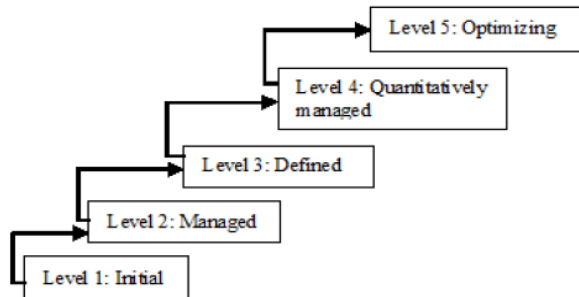 Level 5: Optimizing
Level 4: Quantitatively
managed
Level 3: Defined
Level 2: Managed
Level 1: Initial